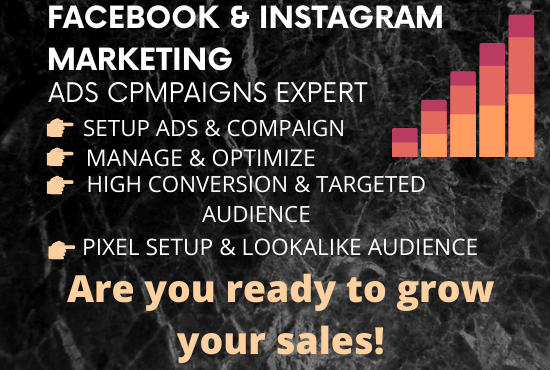 FACEBOOK & INSTAGRAM
MARKETING
ADS CPMPAIGNS EXPERT
SETUP ADS & COMPAIGN
MANAGE & OPTIMIZE
HIGH CONVERSION & TARGETED
AUDIENCE
PIXEL SETUP & LOOKALIKE AUDIENCE
Are you ready to grow
your sales!